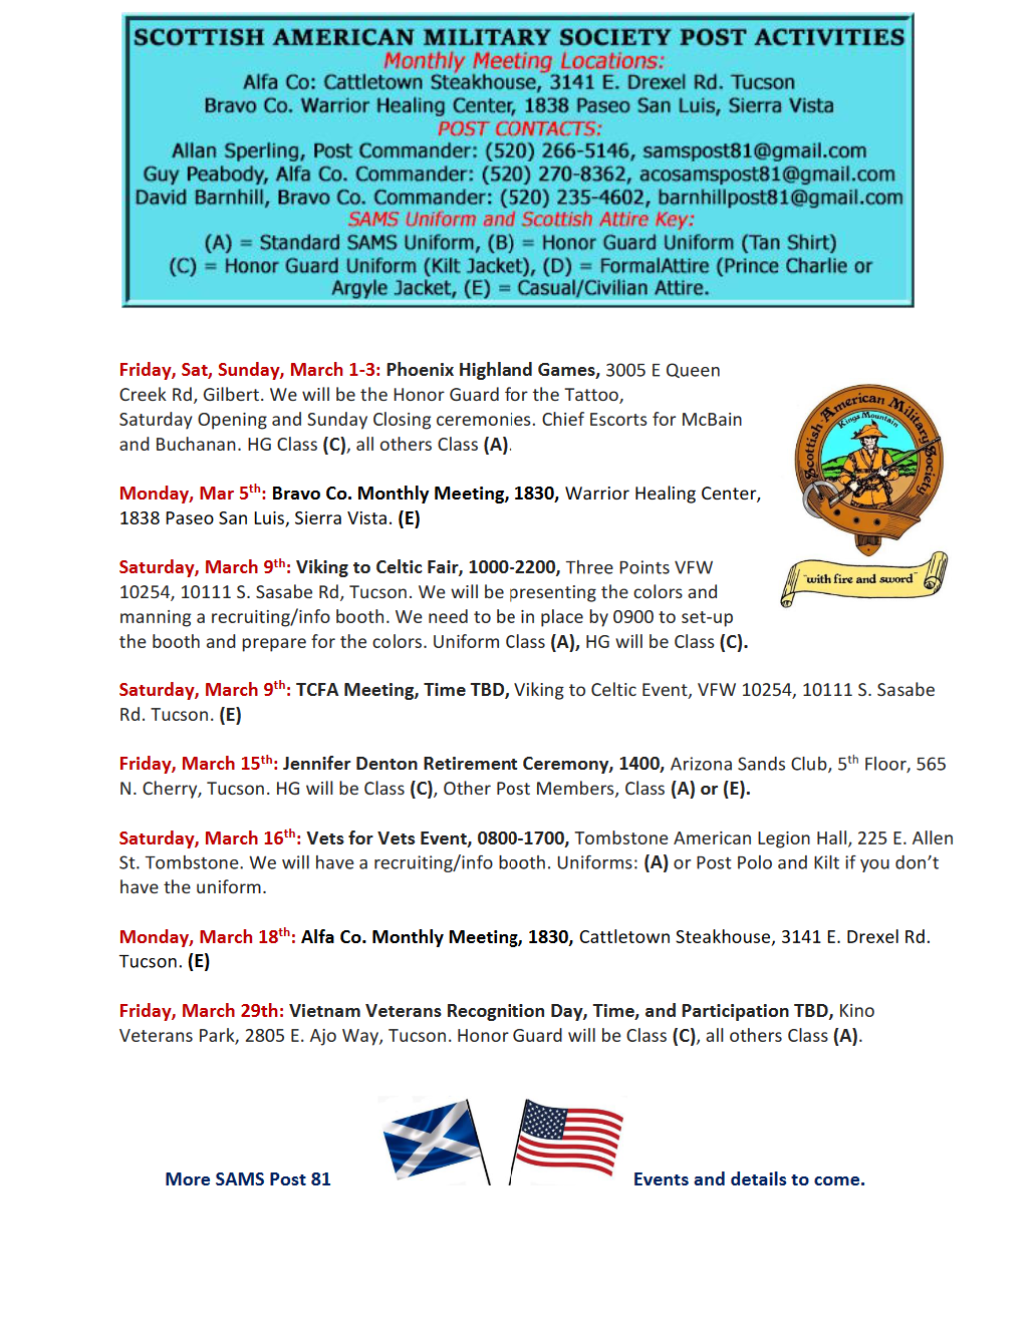 SCOTTISH AMERICAN MILITARY SOCIETY POST ACTIVITIES
Monthly Meeting Locations:
Alfa Co: Cattletown Steakhouse, 3141 E. Drexel Rd. Tucson
Bravo Co. Warrior Healing Center, 1838 Paseo San Luis, Sierra Vista
POST CONTACTS:
Allan Sperling, Post Commander: (520) 266-5146, samspost81@gmail.com
Guy Peabody, Alfa Co. Commander: (520) 270-8362, acosamspost81@gmail.com
David Barnhill, Bravo Co. Commander: (520) 235-4602, barnhillpost81@gmail.com
SAMS Uniform and Scottish Attire Key:
(A) = Standard SAMS Uniform, (B) = Honor Guard Uniform (Tan Shirt)
(C) = Honor Guard Uniform (Kilt Jacket), (D) = FormalAttire (Prince Charlie or
Argyle Jacket, (E) = Casual/Civilian Attire.
Friday, Sat, Sunday, March 1-3: Phoenix Highland Games, 3005 E Queen
Creek Rd, Gilbert. We will be the Honor Guard for the Tattoo,
Saturday Opening and Sunday Closing ceremonies. Chief Escorts for McBain
and Buchanan. HG Class (C), all others Class (A).
Scottish American Military Society
Kings Mountain
"with fire and sword"
Monday, Mar 5th: Bravo Co. Monthly Meeting, 1830, Warrior Healing Center,
1838 Paseo San Luis, Sierra Vista. (E)
Saturday, March 9th: Viking to Celtic Fair, 1000-2200, Three Points VFW
10254, 10111 S. Sasabe Rd, Tucson. We will be presenting the colors and
manning a recruiting/info booth. We need to be in place by 0900 to set-up
the booth and prepare for the colors. Uniform Class (A), HG will be Class (C).
Saturday, March 9th: TCFA Meeting, Time TBD, Viking to Celtic Event, VFW 10254, 10111 S. Sasabe
Rd. Tucson. (E)
Friday, March 15th: Jennifer Denton Retirement Ceremony, 1400, Arizona Sands Club, 5th Floor, 565
N. Cherry, Tucson. HG will be Class (C), Other Post Members, Class (A) or (E).
Saturday, March 16th: Vets for Vets Event, 0800-1700, Tombstone American Legion Hall, 225 E. Allen
St. Tombstone. We will have a recruiting/info booth. Uniforms: (A) or Post Polo and Kilt if you don't
have the uniform.
Monday, March 18th: Alfa Co. Monthly Meeting, 1830, Cattletown Steakhouse, 3141 E. Drexel Rd.
Tucson. (E)
Friday, March 29th: Vietnam Veterans Recognition Day, Time, and Participation TBD, Kino
Veterans Park, 2805 E. Ajo Way, Tucson. Honor Guard will be Class (C), all others Class (A).
More SAMS Post 81 Events and details to come.